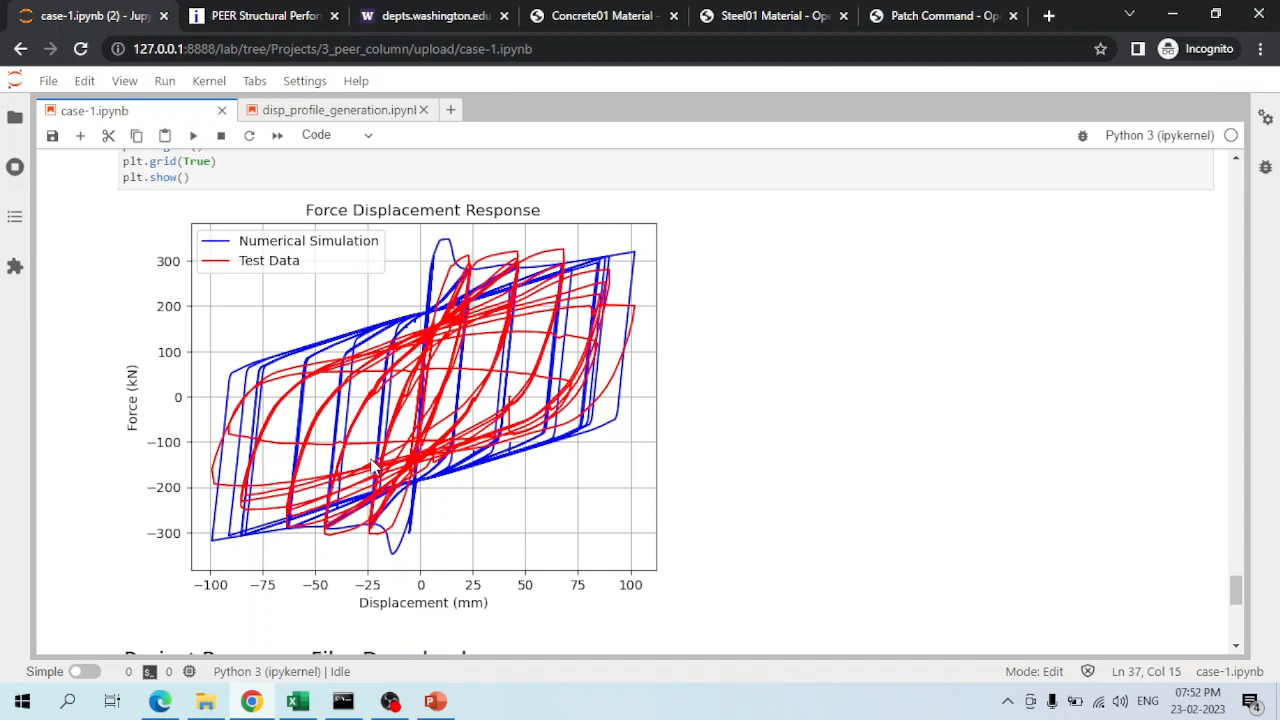 case-1.ipynb (2) - Jup
PEER Structural Perfor
depts.washington.edu
Concrete01 Material -
Steel01 Material - Ope
Patch Command - Op
127.0.0.1:8888/lab/tree/Projects/3_peer_column/upload/case-1.ipynb
Incognito
File Edit View Run Kernel Tabs Settings Help
case-1.ipynb
disp_profile_generation.ipynl
Code
Python 3 (ipykernel)
plt.grid(True)
plt.show()
Force Displacement Response
Numerical Simulation
Test Data
300
200
100
0
−100
−200
−300
Force (kN)
−100 −75 −50 −25 0 25 50 75 100
Displacement (mm)
Simple 0 0 Python 3 (ipykernel) | Idle
Mode: Edit Ln 37, Col 15 case-1.ipynb
ENG
07:52 PM
23-02-2023
4